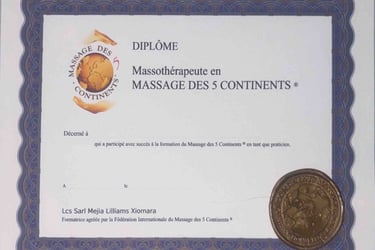 MASSAGE DES
CONTINENTS
DIPLÔME
Massothérapeute en
MASSAGE DES 5 CONTINENTS ®
Décerné à
qui a participé avec succès à la formation du Massage des 5 Continents ® en tant que praticien.
A le
Lcs Sarl Mejia Lilliams Xiomara
Formatrice agréée par la Fédération Internationale du Massage des 5 Continents ®